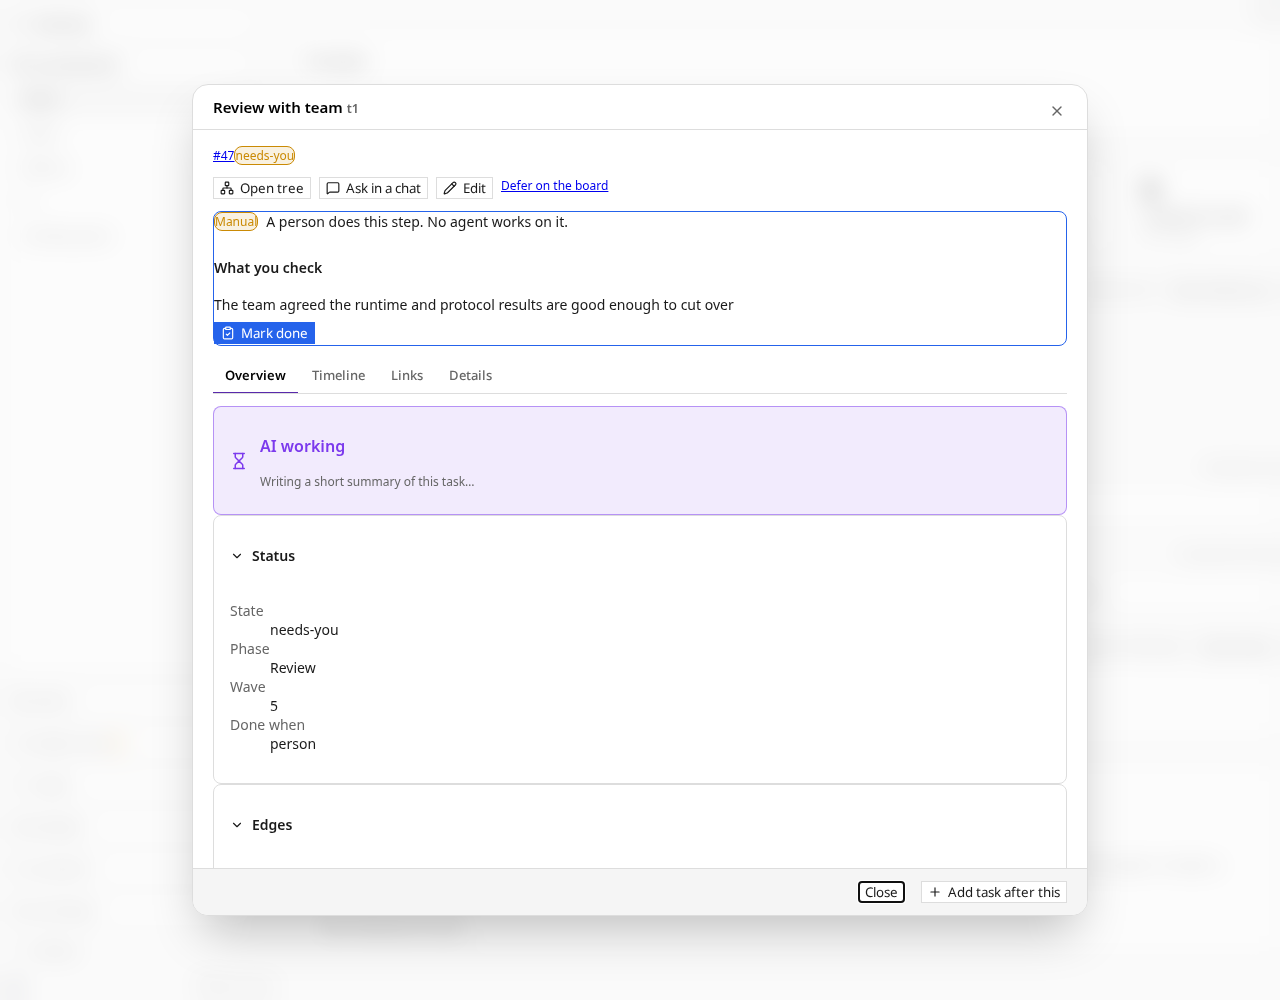 Review with team t1
#47 needs-you
Open tree Ask in a chat Edit Defer on the board
Manual A person does this step. No agent works on it.
What you check
The team agreed the runtime and protocol results are good enough to cut over
Mark done
Overview Timeline Links Details
AI working
Writing a short summary of this task...
Status
State
needs-you
Phase
Review
Wave
5
Done when
person
Edges
Close Add task after this